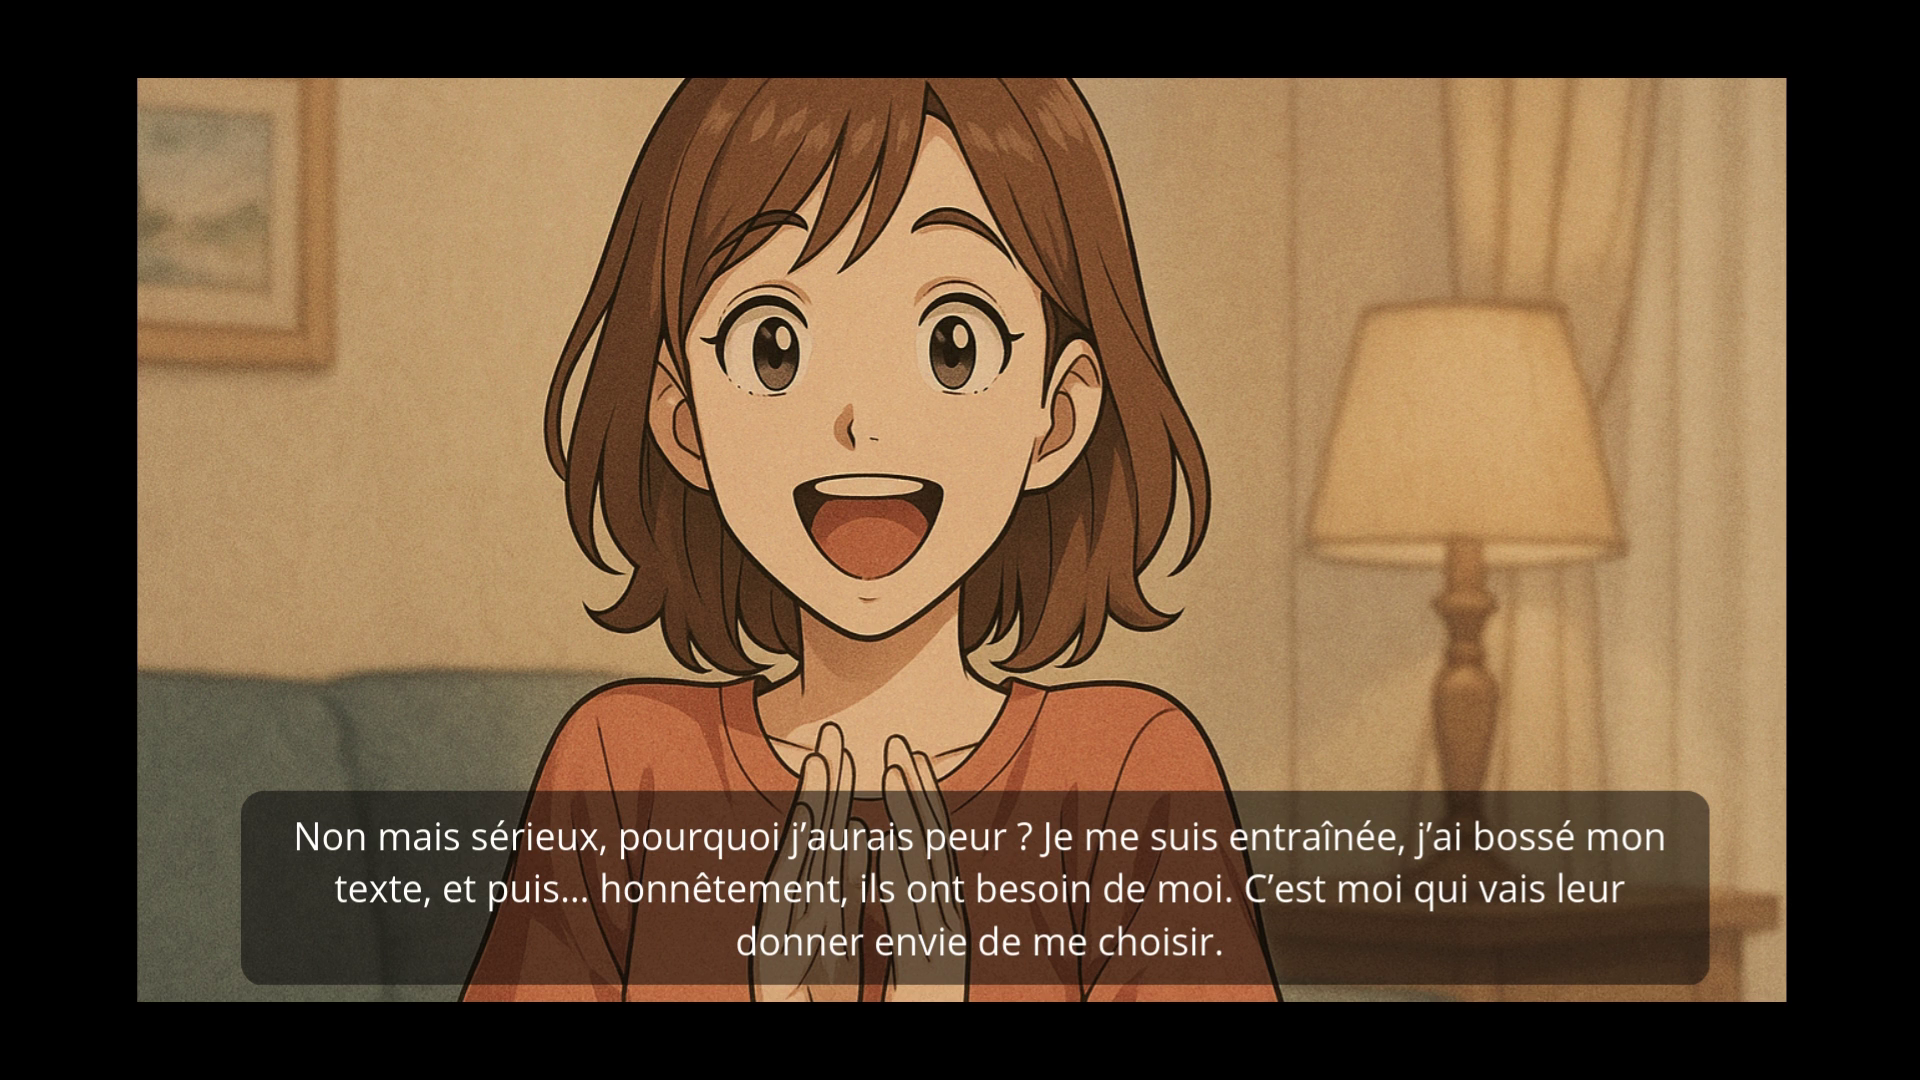 Non mais sérieux, pourquoi j’aurais peur ? Je me suis entraînée, j’ai bossé mon
texte, et puis... honnêtement, ils ont besoin de moi. C’est moi qui vais leur
donner envie de me choisir.